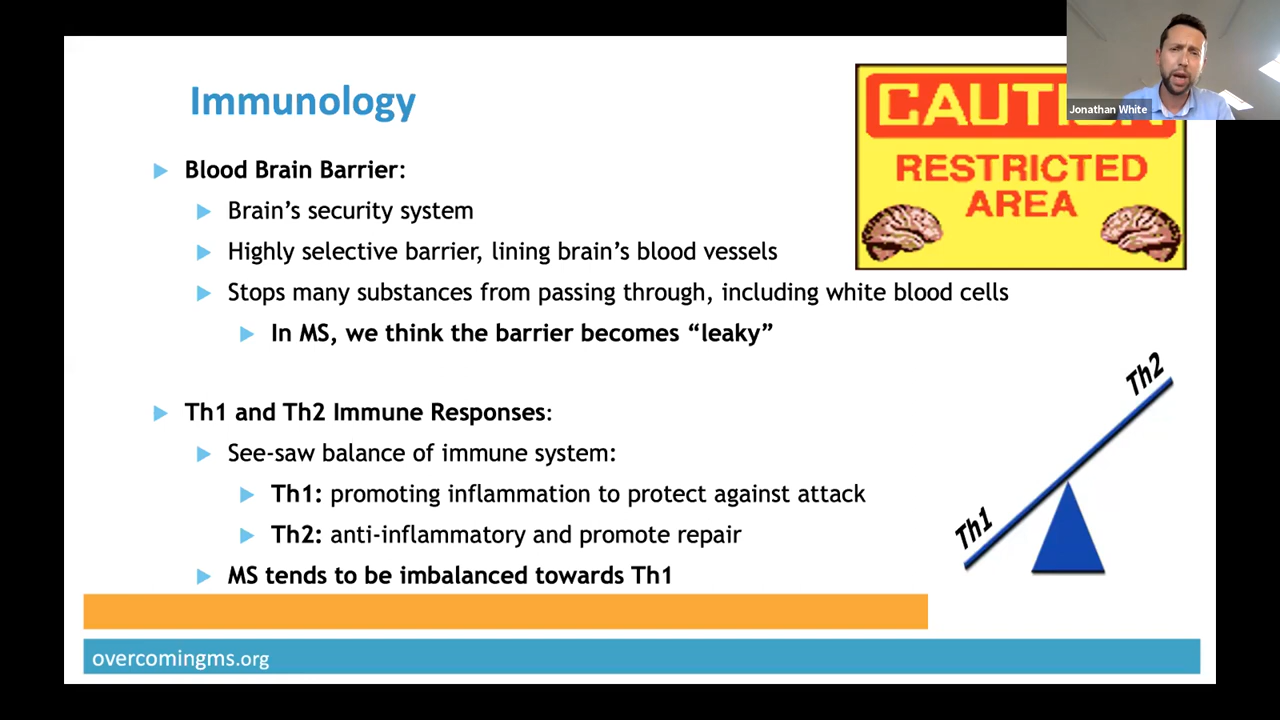 Immunology
CAUTION
RESTRICTED
AREA
Jonathan White
Blood Brain Barrier:
Brain’s security system
Highly selective barrier, lining brain’s blood vessels
Stops many substances from passing through, including white blood cells
In MS, we think the barrier becomes “leaky”
Th1 and Th2 Immune Responses:
See-saw balance of immune system:
Th1: promoting inflammation to protect against attack
Th2: anti-inflammatory and promote repair
MS tends to be imbalanced towards Th1
Th2
Th1
overcomingms.org